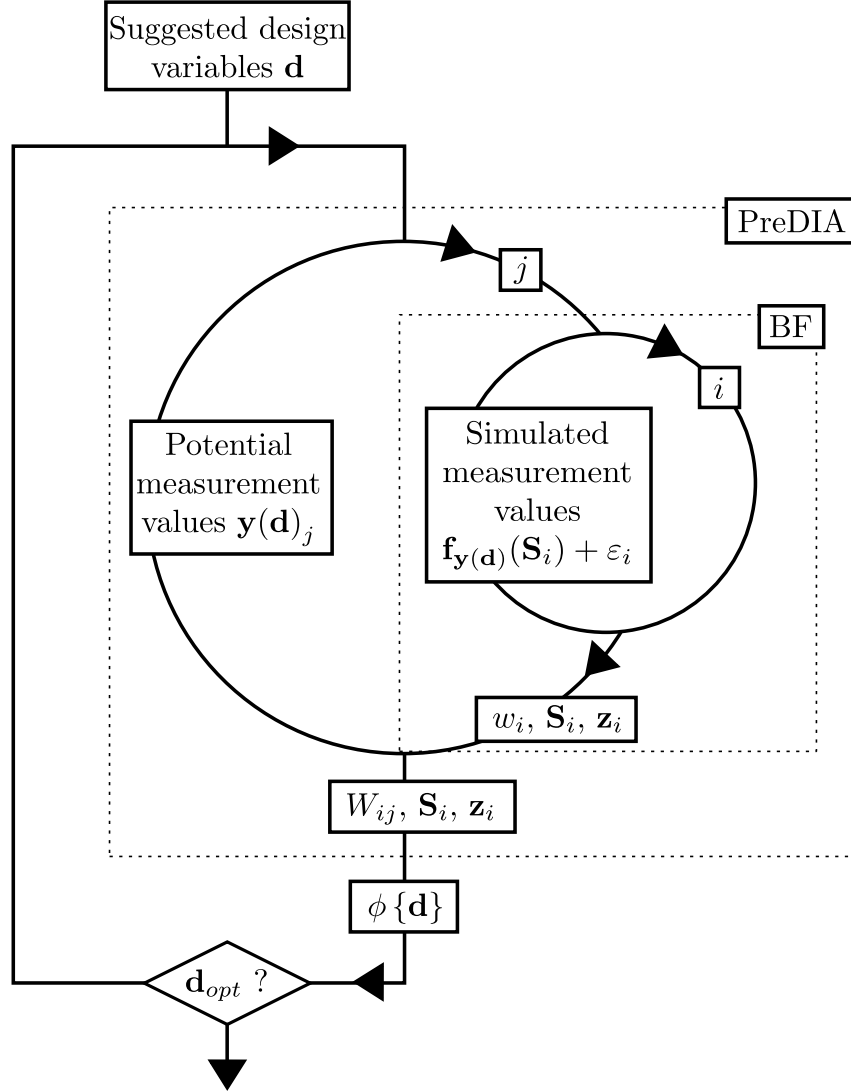 Suggested design
variables d
PreDIA
j
BF
i
Potential
measurement
values y(d)_j
Simulated
measurement
values
f_y(d)(S_i) + ε_i
w_i, S_i, z_i
W_ij, S_i, z_i
ϕ {d}
d_opt ?